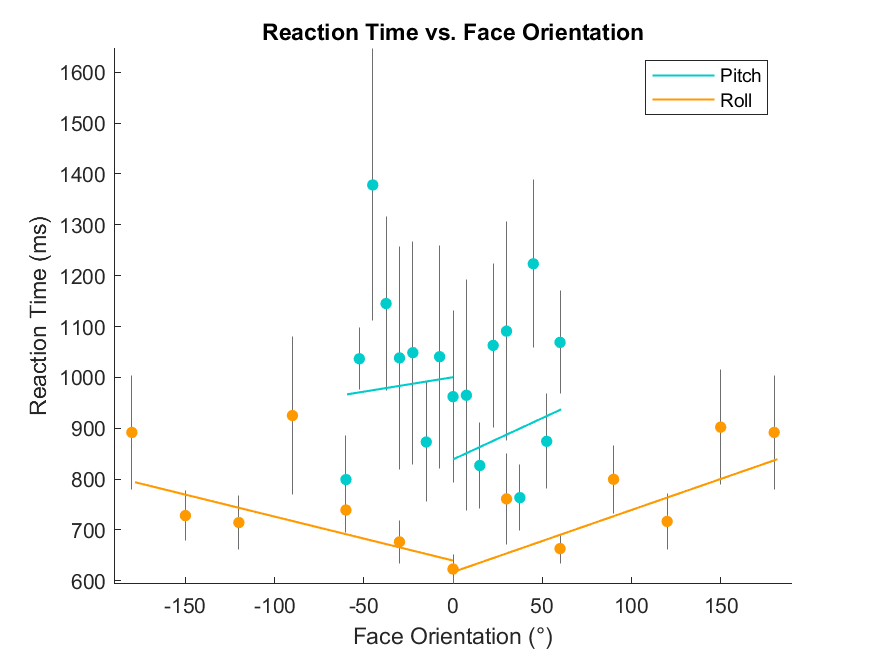 Reaction Time vs. Face Orientation
Pitch
Roll
Reaction Time (ms)
1600
1500
1400
1300
1200
1100
1000
900
800
700
600
-150 -100 -50 0 50 100 150
Face Orientation (°)